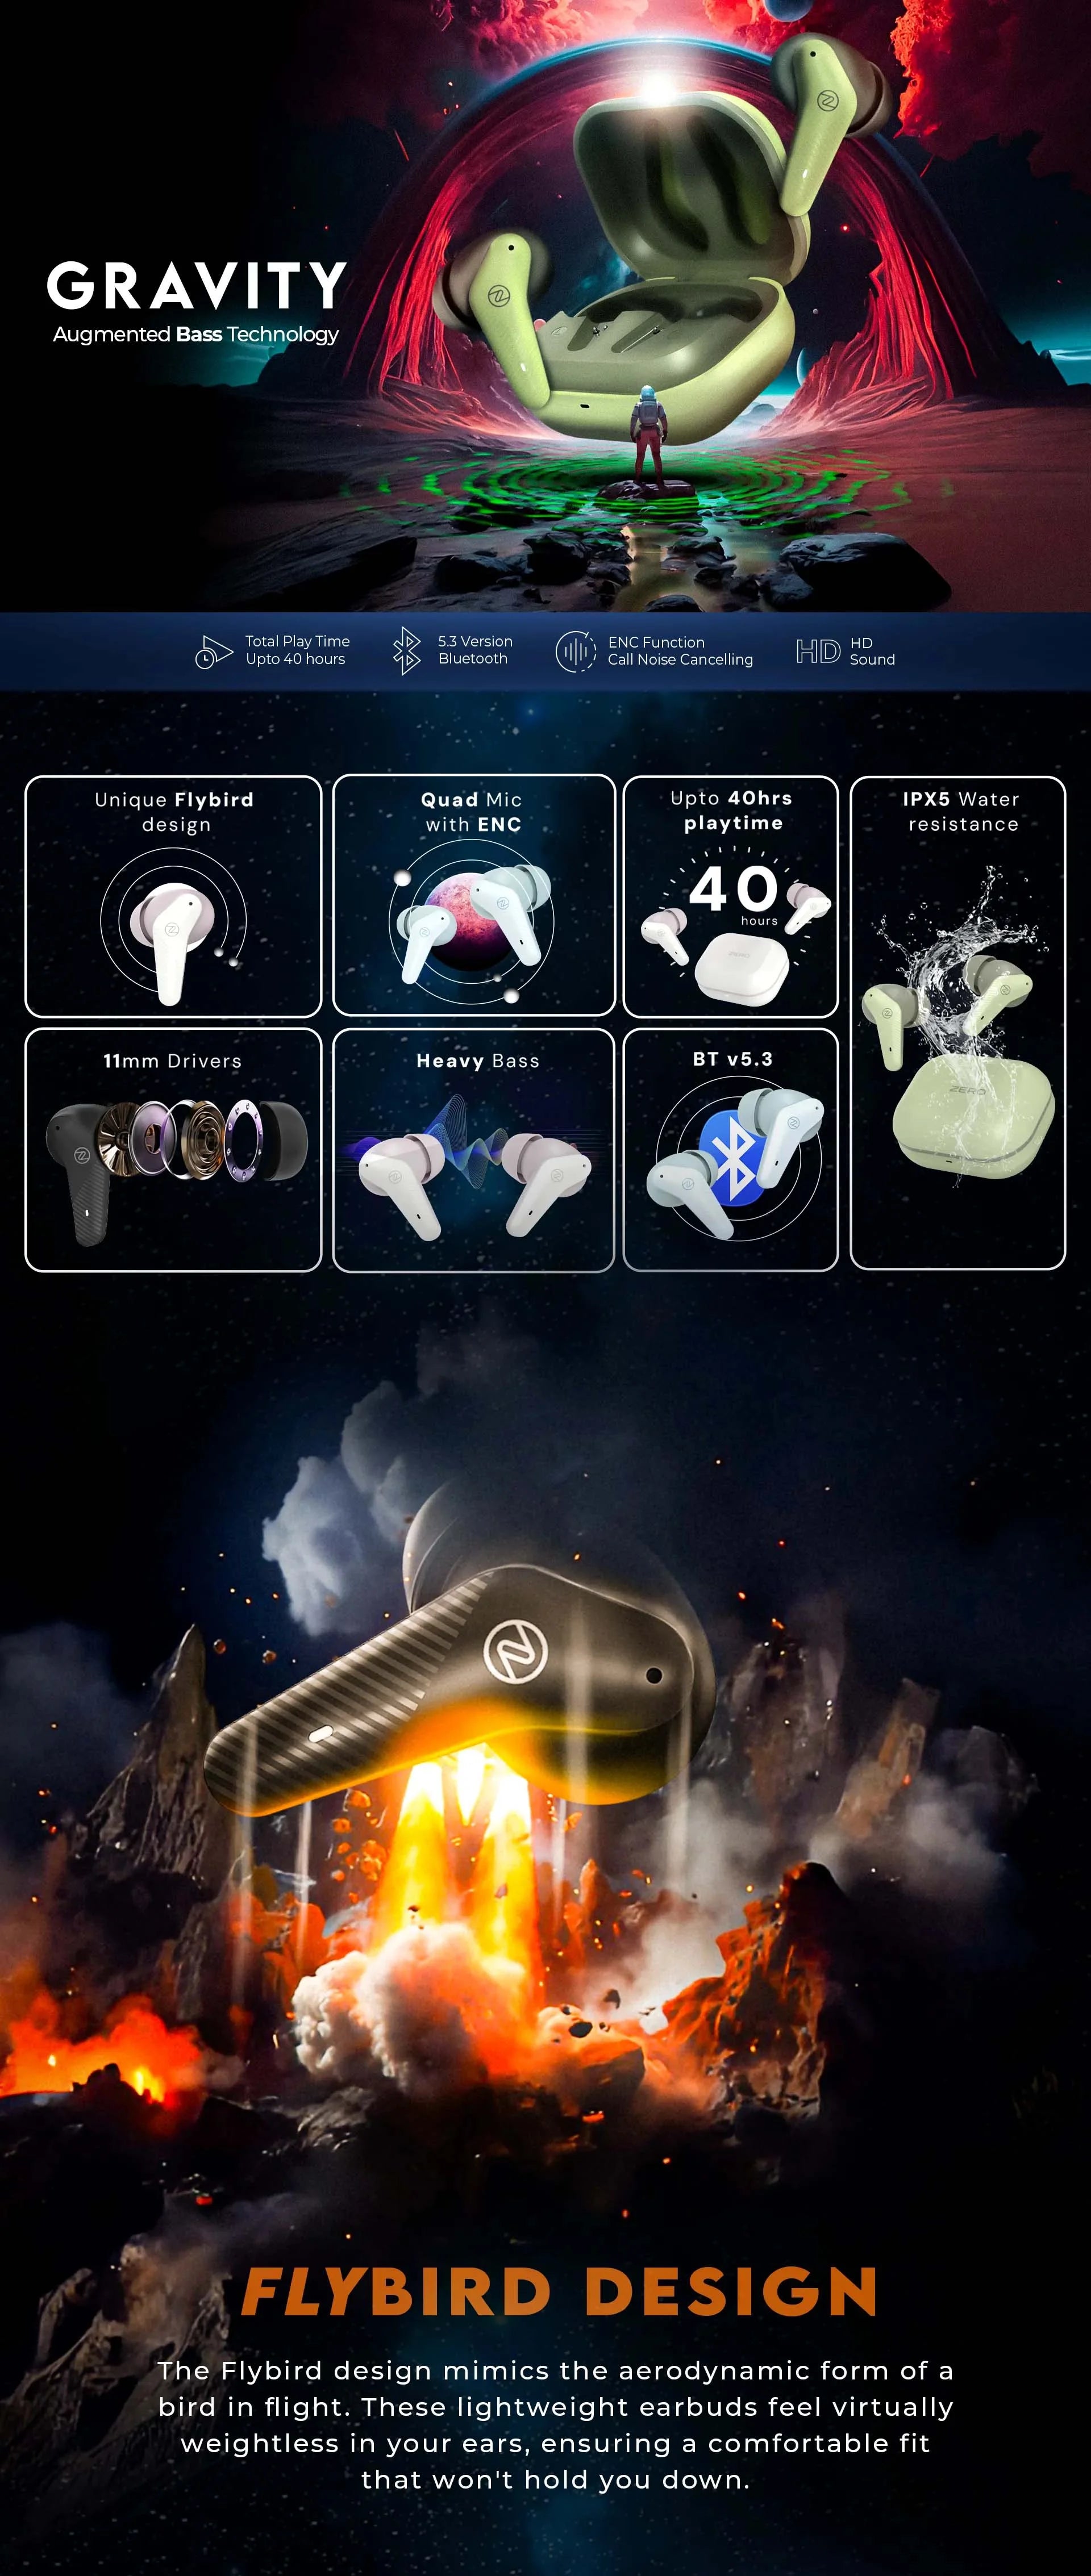 GRAVITY
Augmented Bass Technology
Total Play Time
Upto 40 hours
5.3 Version
Bluetooth
ENC Function
Call Noise Cancelling
HD
HD
Sound
Unique Flybird
design
Quad Mic
with ENC
Upto 40hrs
playtime
40
hours
ZERO
IPX5 Water
resistance
ZERO
11mm Drivers
Heavy Bass
BT v5.3
FLYBIRD DESIGN
The Flybird design mimics the aerodynamic form of a
bird in flight. These lightweight earbuds feel virtually
weightless in your ears, ensuring a comfortable fit
that won't hold you down.